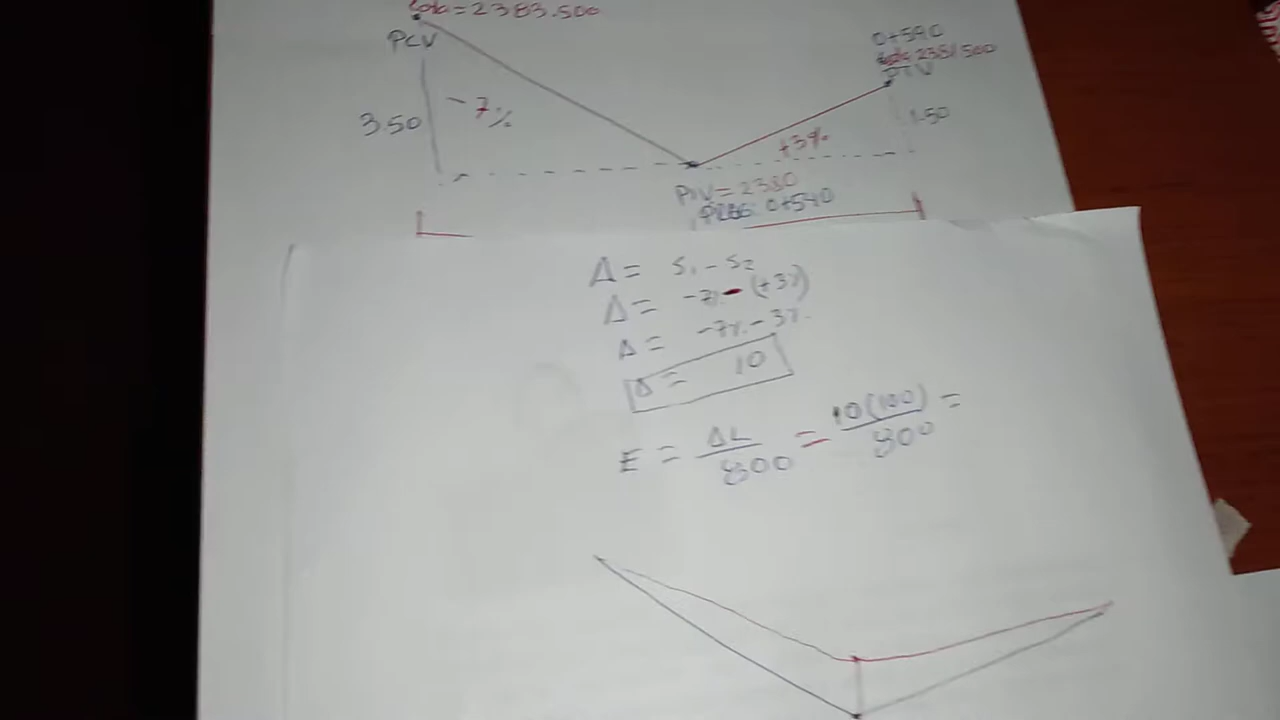 Cota = 2383.500
PCV
0+590
Cota 2381 500
PTV
3.50
- 7%
1.50
+3%
PIV = 2380
PROG: 0+540
Δ = S1 - S2
Δ = -7% - (+3%)
Δ = -7% - 3%
Δ = 10
E = ΔL/800 = 10(100)/800 =